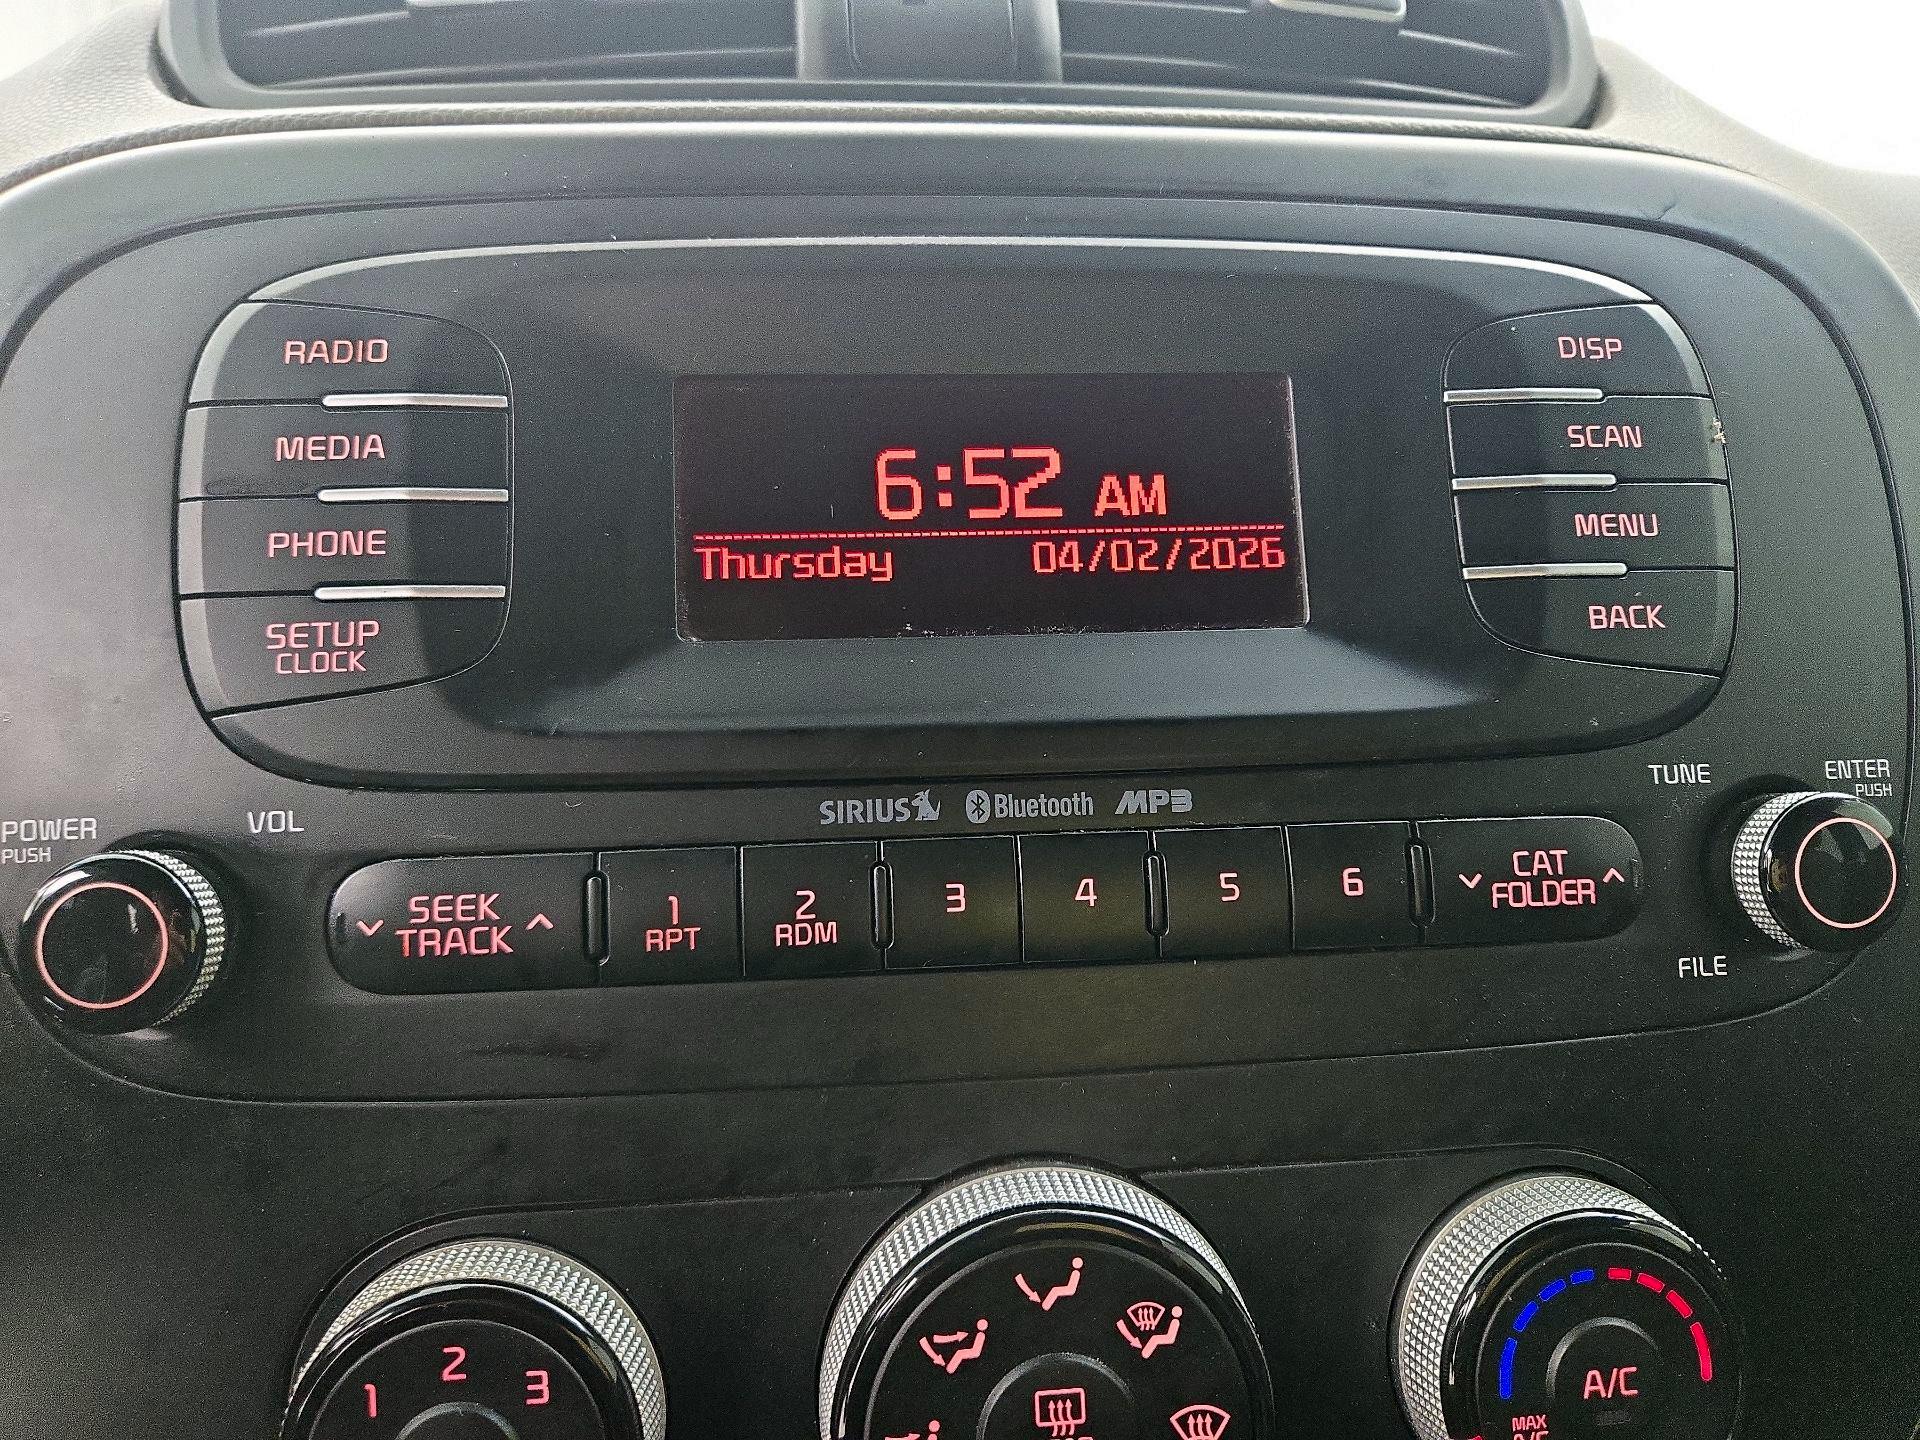 RADIO
MEDIA
PHONE
SETUP
CLOCK
6:52 AM
Thursday 04/02/2026
DISP
SCAN
MENU
BACK
POWER
PUSH
VOL
SIRIUS Bluetooth MP3
TUNE
ENTER
PUSH
SEEK
TRACK
1
RPT
2
RDM
3
4
5
6
CAT
FOLDER
FILE
1 2 3
A/C
MAX
A/C